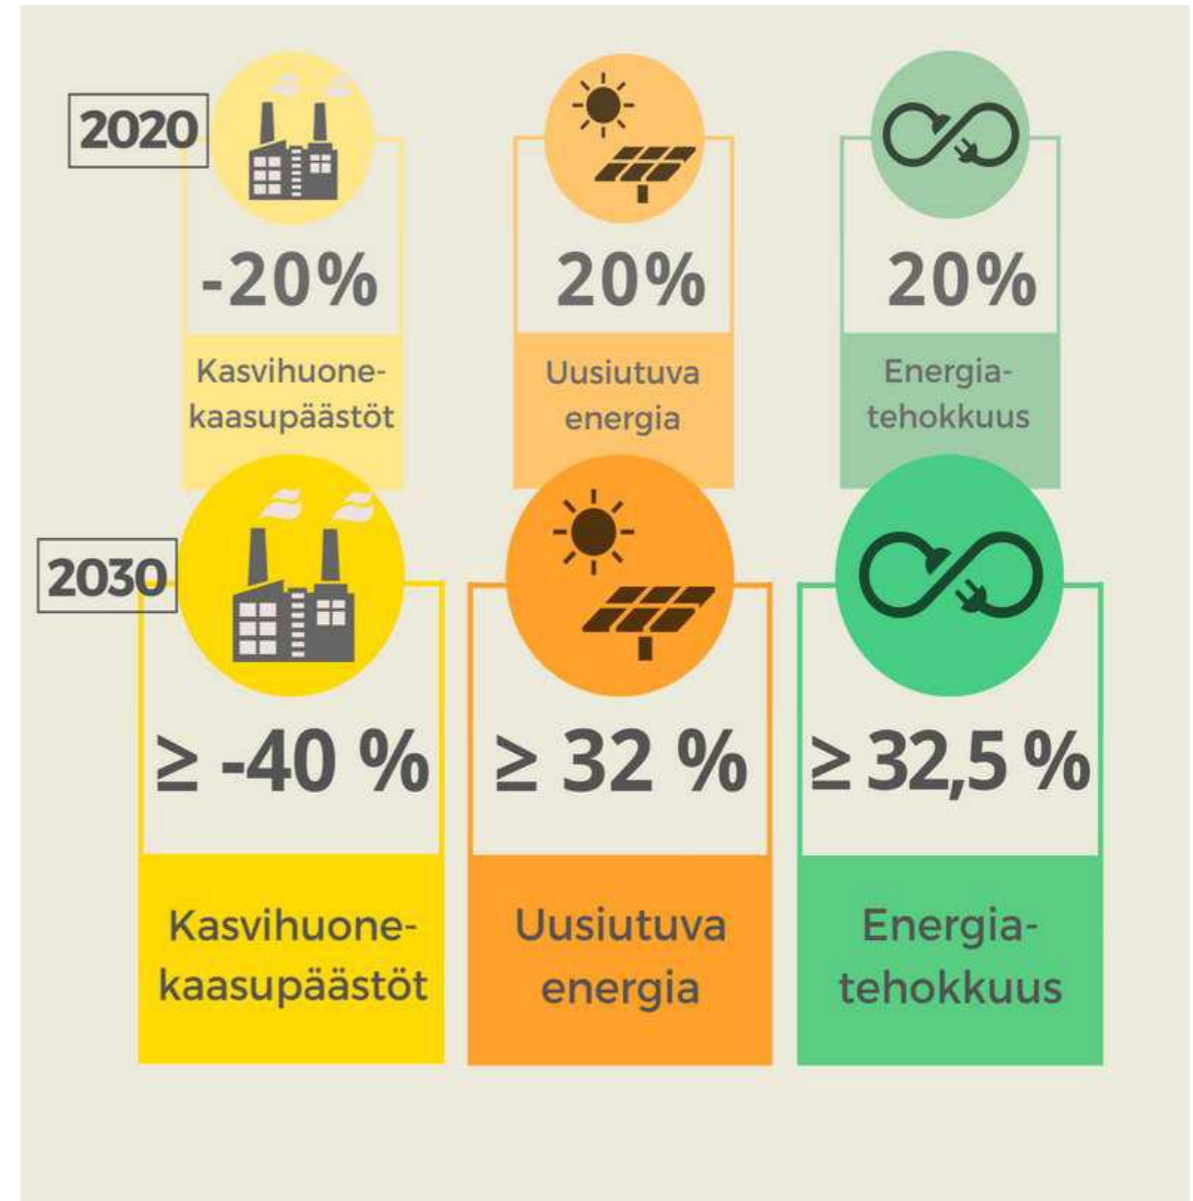 2020
-20%
20%
20%
Kasvihuone-
kaasupäästöt
Uusiutuva
energia
Energia-
tehokkuus
2030
≥ -40 %
≥ 32 %
≥ 32,5 %
Kasvihuone-
kaasupäästöt
Uusiutuva
energia
Energia-
tehokkuus